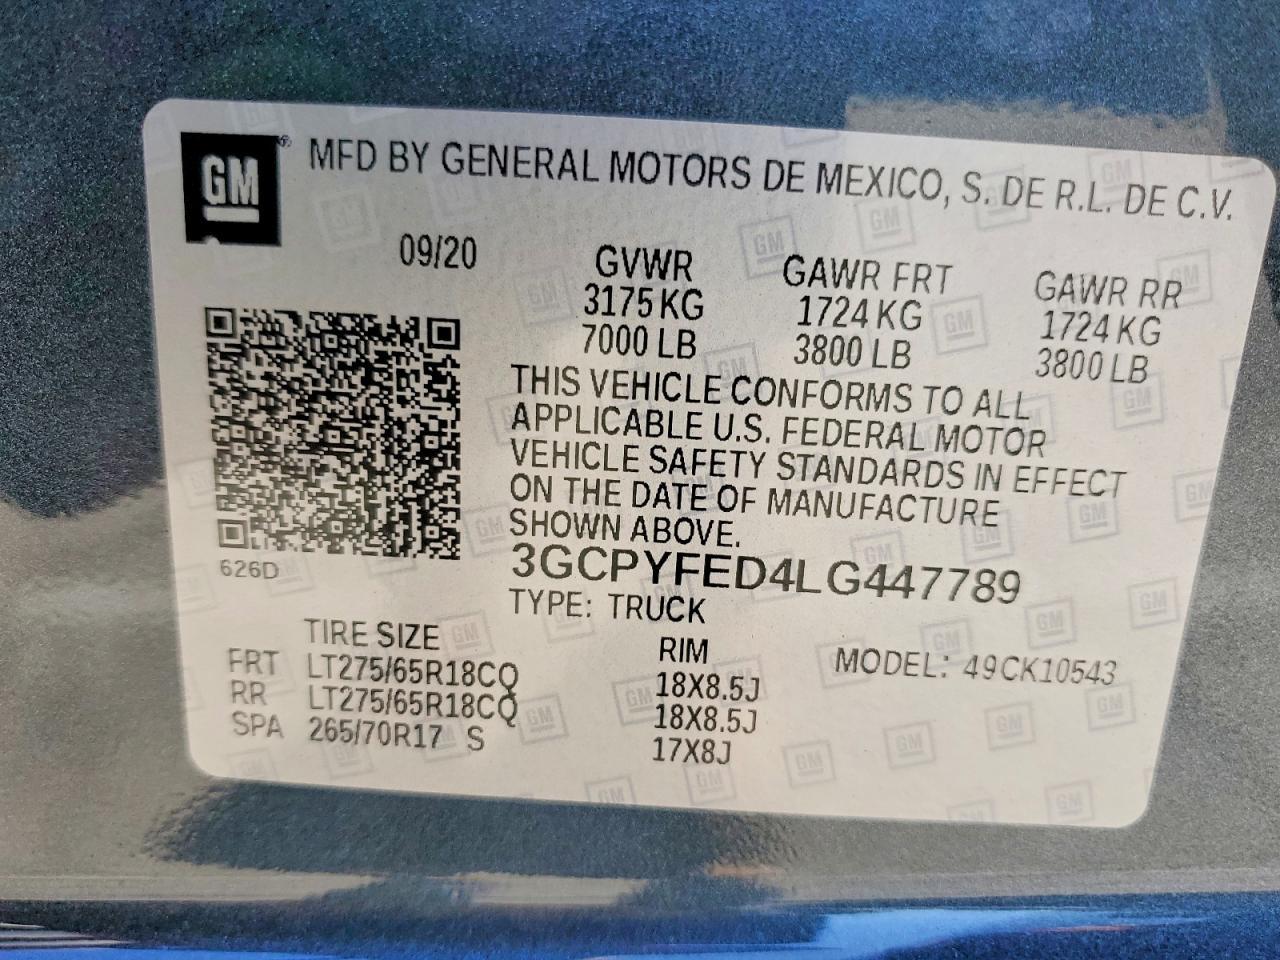 GM® MFD BY GENERAL MOTORS DE MEXICO, S. DE R.L. DE C.V.
09/20 GVWR GAWR FRT GAWR RR
3175 KG 1724 KG 1724 KG
7000 LB 3800 LB 3800 LB
THIS VEHICLE CONFORMS TO ALL
APPLICABLE U.S. FEDERAL MOTOR
VEHICLE SAFETY STANDARDS IN EFFECT
ON THE DATE OF MANUFACTURE
SHOWN ABOVE.
626D
3GCPYFED4LG447789
TYPE: TRUCK
TIRE SIZE RIM MODEL: 49CK10543
FRT LT275/65R18CQ 18X8.5J
RR LT275/65R18CQ 18X8.5J
SPA 265/70R17 S 17X8J